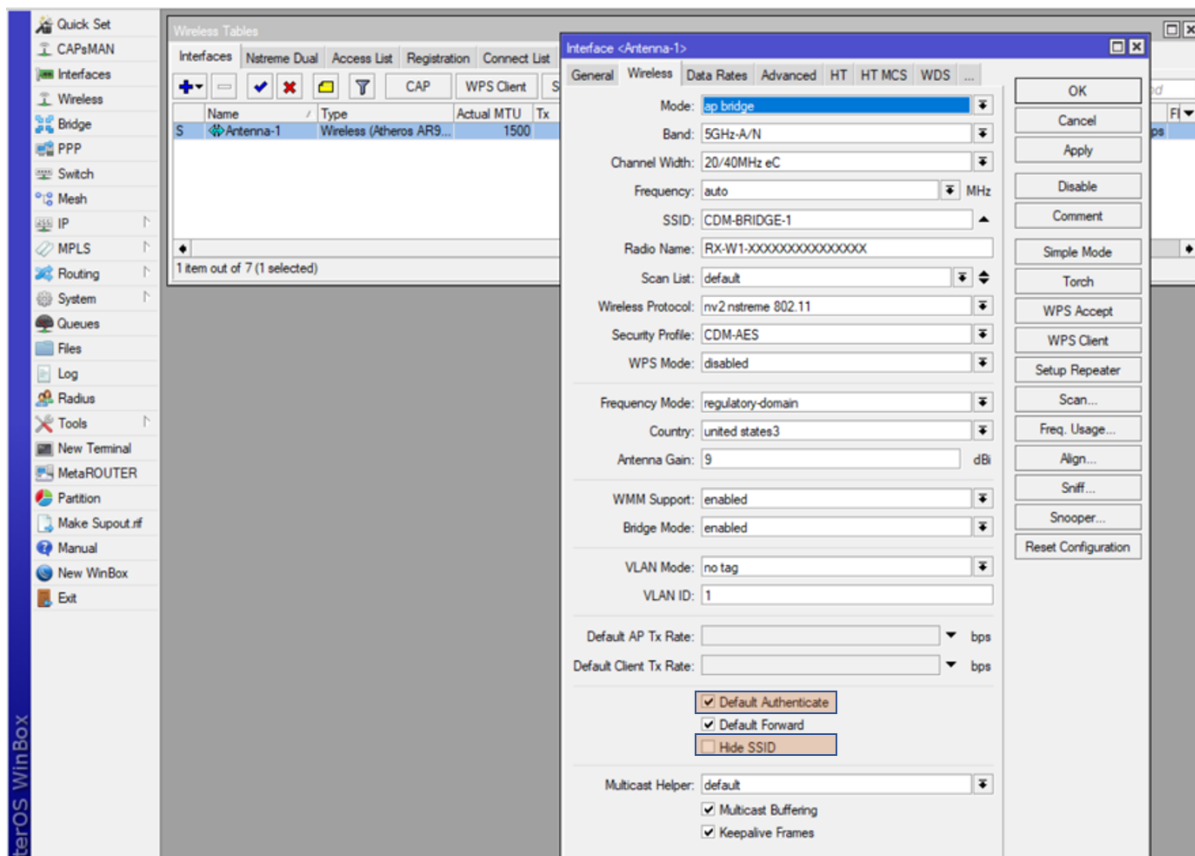 Quick Set
CAPsMAN
Interfaces
Wireless
Bridge
PPP
Switch
Mesh
IP
MPLS
Routing
System
Queues
Files
Log
Radius
Tools
New Terminal
MetaROUTER
Partition
Make Supout.rif
Manual
New WinBox
Exit
terOS WinBox
Wireless Tables
Interfaces Nstreme Dual Access List Registration Connect List
CAP WPS Client S
Name / Type Actual MTU Tx
S Antenna-1 Wireless (Atheros AR9... 1500
1 item out of 7 (1 selected)
nd
Fl
ps
Interface <Antenna-1>
General Wireless Data Rates Advanced HT HT MCS WDS ...
Mode: ap bridge
Band: 5GHz-A/N
Channel Width: 20/40MHz eC
Frequency: auto MHz
SSID: CDM-BRIDGE-1
Radio Name: RX-W1-XXXXXXXXXXXXXXX
Scan List: default
Wireless Protocol: nv2 nstreme 802.11
Security Profile: CDM-AES
WPS Mode: disabled
Frequency Mode: regulatory-domain
Country: united states3
Antenna Gain: 9 dBi
WMM Support: enabled
Bridge Mode: enabled
VLAN Mode: no tag
VLAN ID: 1
Default AP Tx Rate: bps
Default Client Tx Rate: bps
Default Authenticate
Default Forward
Hide SSID
Multicast Helper: default
Multicast Buffering
Keepalive Frames
OK
Cancel
Apply
Disable
Comment
Simple Mode
Torch
WPS Accept
WPS Client
Setup Repeater
Scan...
Freq. Usage...
Align...
Sniff...
Snooper...
Reset Configuration